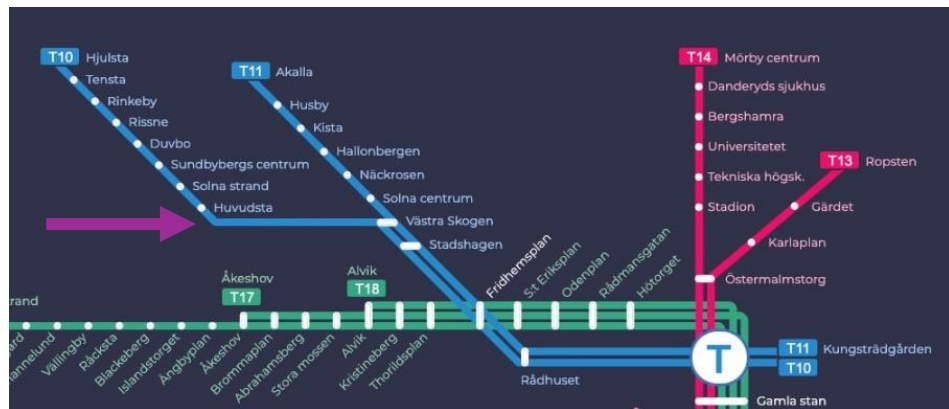 T10 Hjulsta
Tensta
Rinkeby
Rissne
Duvbo
Sundbybergs centrum
Solna strand
Huvudsta
T11 Akalla
Husby
Kista
Hallonbergen
Näckrosen
Solna centrum
Västra Skogen
Stadshagen
T14 Mörby centrum
Danderyds sjukhus
Bergshamra
Universitetet
Tekniska högsk.
Stadion
T13 Ropsten
Gärdet
Karlaplan
Östermalmstorg
Fridhemsplan
S:t Eriksplan
Odenplan
Rådmansgatan
Hötorget
Åkeshov
T17
Alvik
T18
Vällingby
Råcksta
Blackeberg
Islandstorget
Ängbyplan
Åkeshov
Brommaplan
Abrahamsberg
Stora mossen
Alvik
Kristineberg
Thorildsplan
Rådhuset
T
T11 Kungsträdgården
T10
Gamla stan